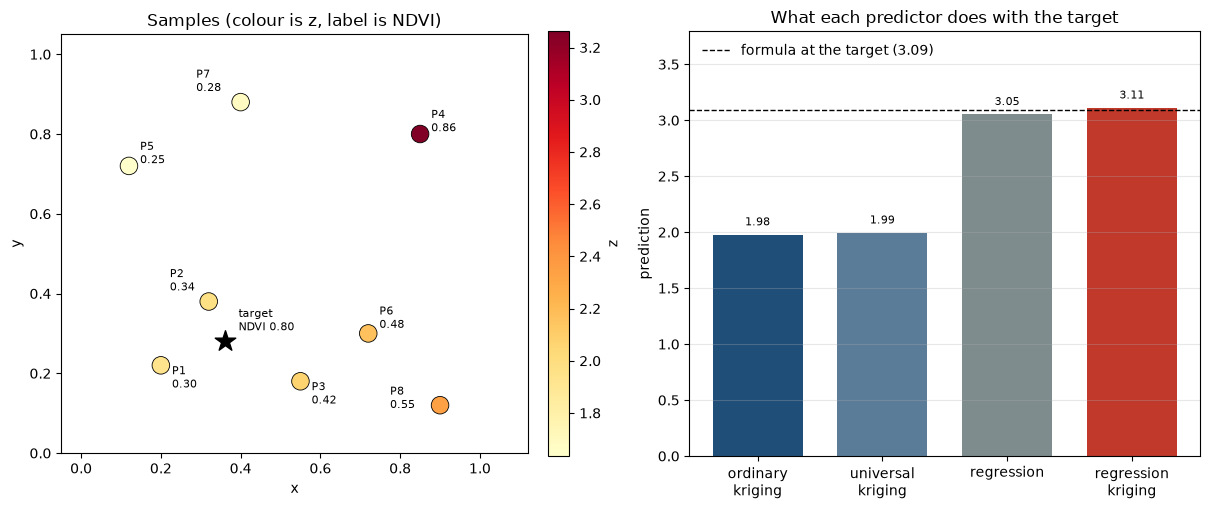 Samples (colour is z, label is NDVI)
y
1.0
0.8
0.6
0.4
0.2
0.0
P7
0.28
P4
0.86
P5
0.25
P2
0.34
target
NDVI 0.80
P6
0.48
P1
0.30
P3
0.42
P8
0.55
0.0 0.2 0.4 0.6 0.8 1.0
x
3.2
3.0
2.8
2.6
2.4
2.2
2.0
1.8
z
What each predictor does with the target
formula at the target (3.09)
prediction
3.5
3.0
2.5
2.0
1.5
1.0
0.5
0.0
1.98
1.99
3.05
3.11
ordinary
kriging
universal
kriging
regression
regression
kriging